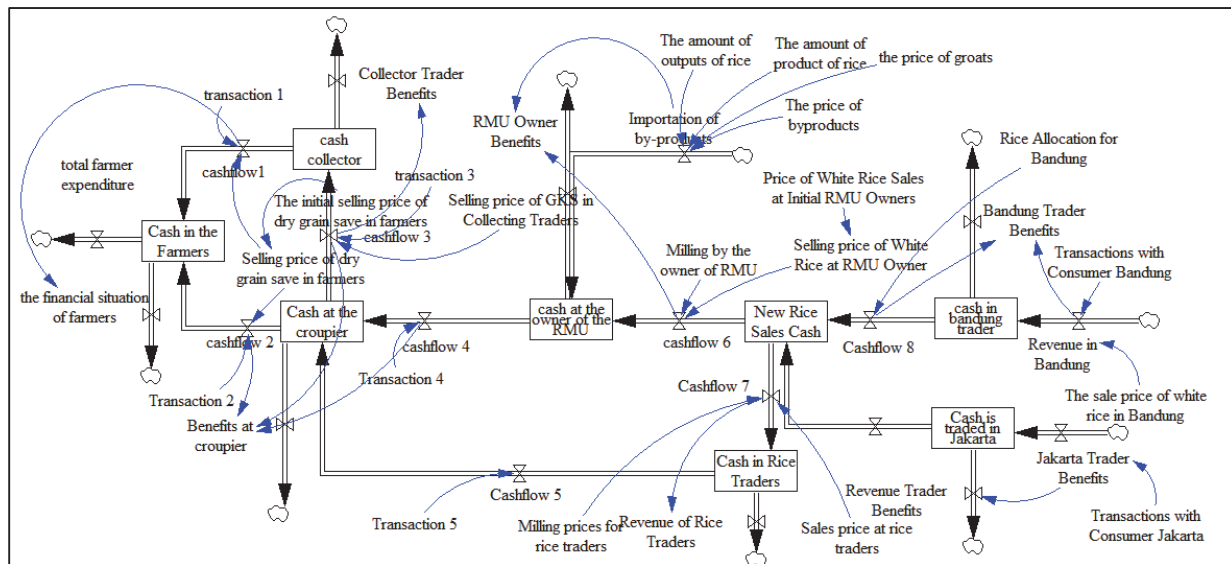 The amount of
outputs of rice
The amount of
product of rice
the price of groats
Collector Trader
Benefits
transaction 1
RMU Owner
Benefits
Importation of
by-products
The price of
byproducts
Rice Allocation for
Bandung
cash
collector
total farmer
expenditure
cashflow1
transaction 3
The initial selling price of
dry grain save in farmers
cashflow 3
Selling price of GKS in
Collecting Traders
Price of White Rice Sales
at Initial RMU Owners
Bandung Trader
Benefits
Cash in the
Farmers
Selling price of dry
grain save in farmers
Milling by the
owner of RMU
Selling price of White
Rice at RMU Owner
Transactions with
Consumer Bandung
the financial situation
of farmers
Cash at the
croupier
cash at the
owner of the
RMU
New Rice
Sales Cash
cash in
bandung
trader
cashflow 2
cashflow 4
cashflow 6
Cashflow 8
Revenue in
Bandung
Transaction 2
Transaction 4
Cashflow 7
The sale price of white
rice in Bandung
Benefits at
croupier
Cash is
traded in
Jakarta
Cash in Rice
Traders
Jakarta Trader
Benefits
Cashflow 5
Transaction 5
Milling prices for
rice traders
Revenue of Rice
Traders
Revenue Trader
Benefits
Sales price at rice
traders
Transactions with
Consumer Jakarta